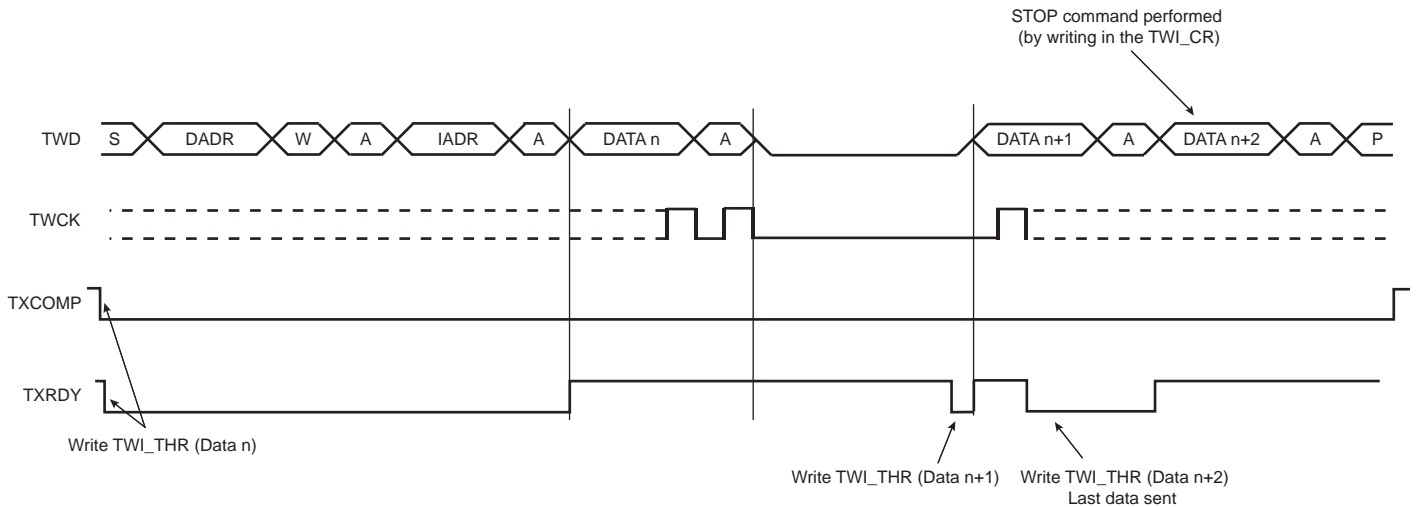 STOP command performed
(by writing in the TWI_CR)
TWD S DADR W A IADR A DATA n A DATA n+1 A DATA n+2 A P
TWCK
TXCOMP
TXRDY
Write TWI_THR (Data n)
Write TWI_THR (Data n+1) Write TWI_THR (Data n+2)
Last data sent